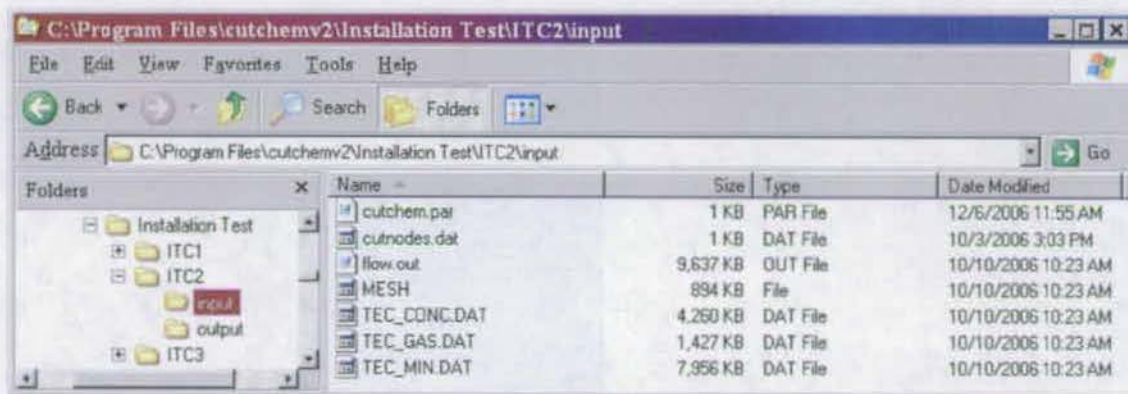 C:\Program Files\cutchemv2\Installation Test\ITC2\input
File Edit View Favorites Tools Help
Back Search Folders
Address C:\Program Files\cutchemv2\Installation Test\ITC2\input Go
Folders Name Size Type Date Modified
Installation Test
ITC1
ITC2
input
output
ITC3
cutchem.par 1 KB PAR File 12/6/2006 11:55 AM
cutnodes.dat 1 KB DAT File 10/3/2006 3:03 PM
flow.out 9,637 KB OUT File 10/10/2006 10:23 AM
MESH 894 KB File 10/10/2006 10:23 AM
TEC_CONC.DAT 4,260 KB DAT File 10/10/2006 10:23 AM
TEC_GAS.DAT 1,427 KB DAT File 10/10/2006 10:23 AM
TEC_MIN.DAT 7,956 KB DAT File 10/10/2006 10:23 AM